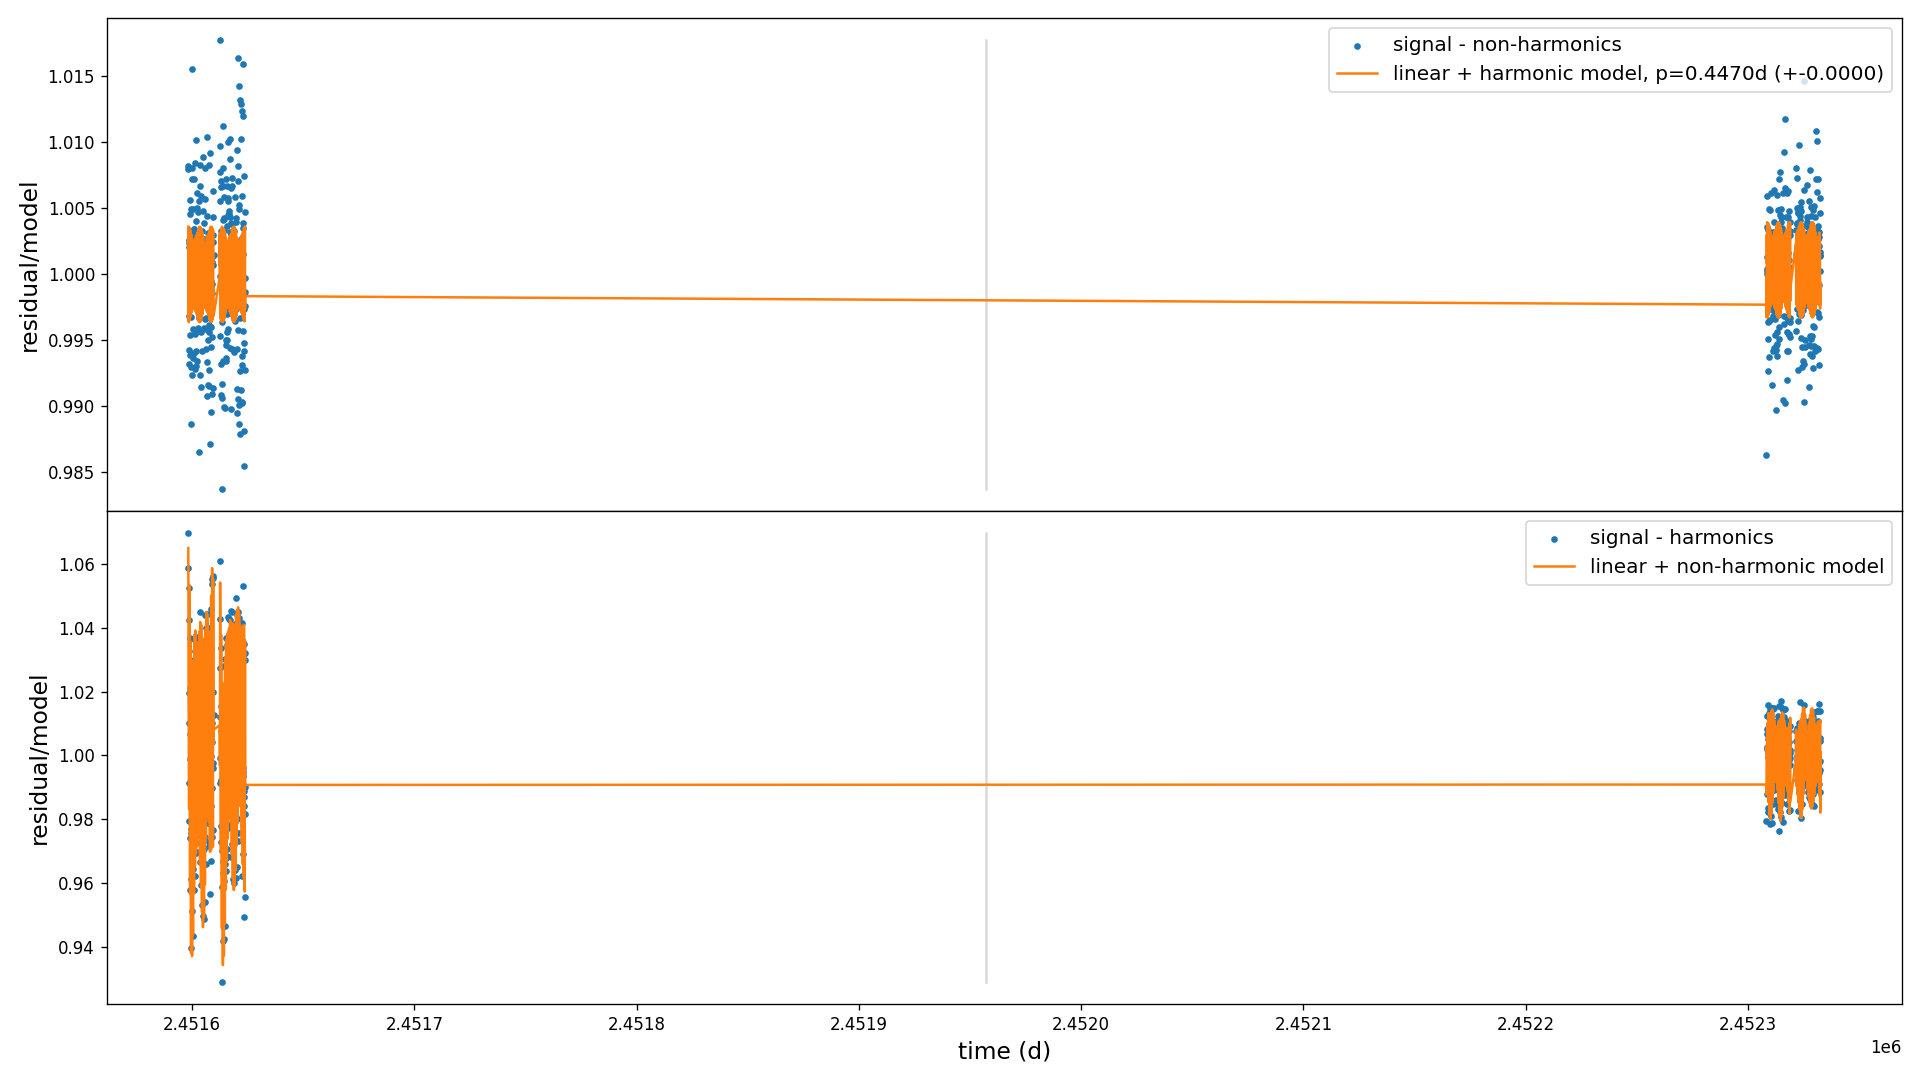 signal - non-harmonics
linear + harmonic model, p=0.4470d (+-0.0000)
1.015
1.010
1.005
1.000
0.995
0.990
0.985
residual/model
signal - harmonics
linear + non-harmonic model
1.06
1.04
1.02
1.00
0.98
0.96
0.94
residual/model
2.4516
2.4517
2.4518
2.4519
2.4520
2.4521
2.4522
2.4523
time (d)
1e6